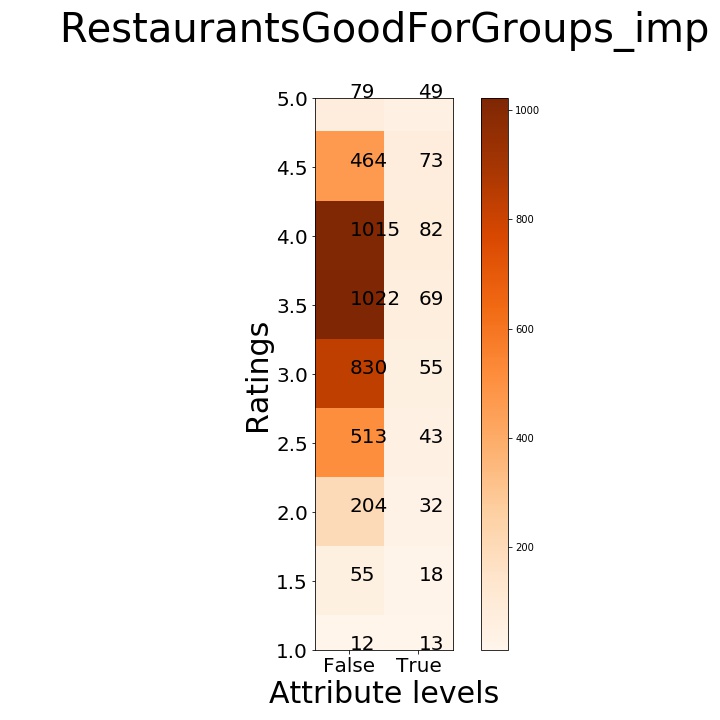 RestaurantsGoodForGroups_imp
5.0 79 49
1000
4.5 464 73
800
4.0 1015 82
3.5 1022 69
600
3.0 830 55
400
2.5 513 43
2.0 204 32
200
1.5 55 18
1.0 12 13
False True
Ratings
Attribute levels